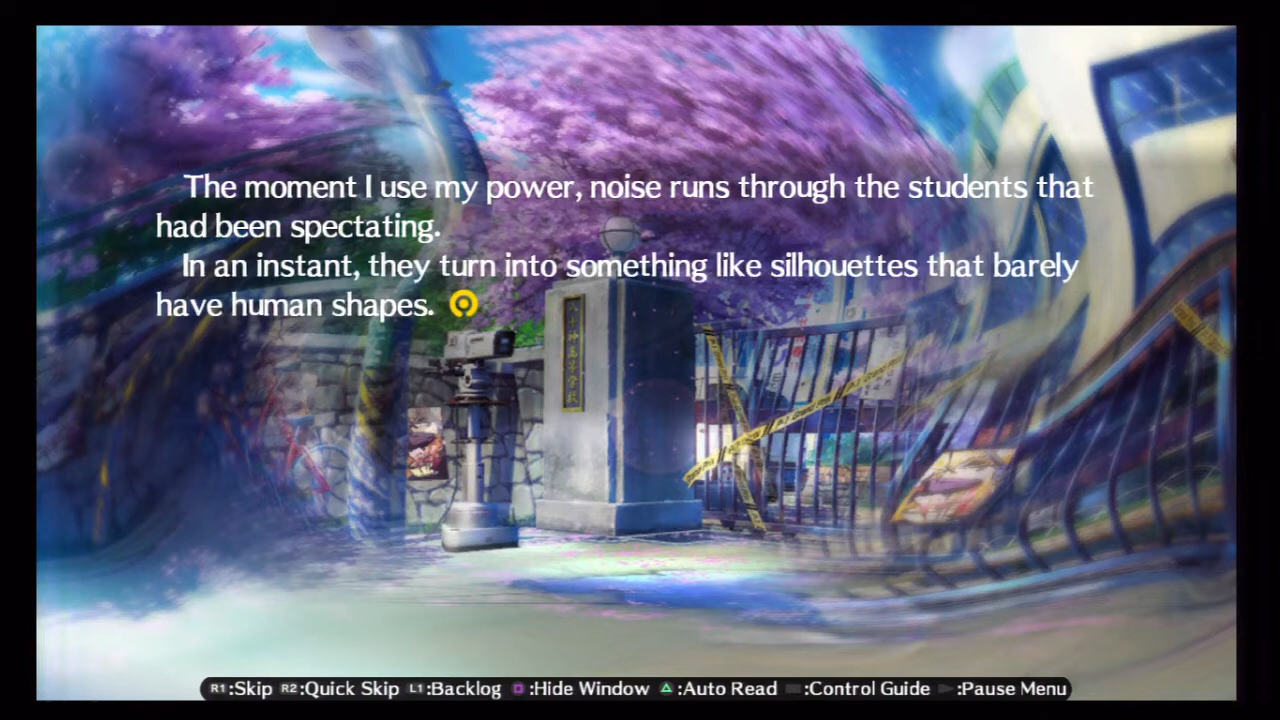 The moment I use my power, noise runs through the students that
had been spectating.
In an instant, they turn into something like silhouettes that barely
have human shapes.
R1:Skip R2:Quick Skip L1:Backlog :Hide Window :Auto Read :Control Guide :Pause Menu